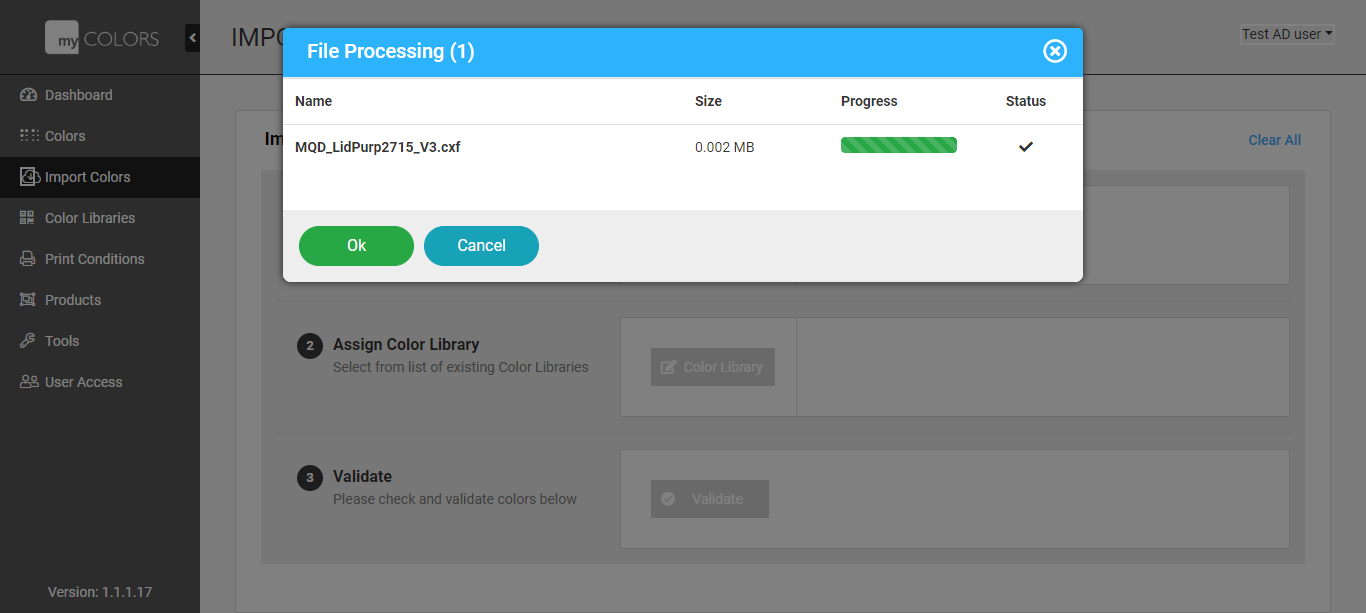 my COLORS
IMPO
Test AD user
Dashboard
Colors
Import Colors
Color Libraries
Print Conditions
Products
Tools
User Access
Version: 1.1.1.17
File Processing (1)
Name Size Progress Status
MQD_LidPurp2715_V3.cxf 0.002 MB
Ok Cancel
Im
Clear All
2 Assign Color Library
Select from list of existing Color Libraries
Color Library
3 Validate
Please check and validate colors below
Validate